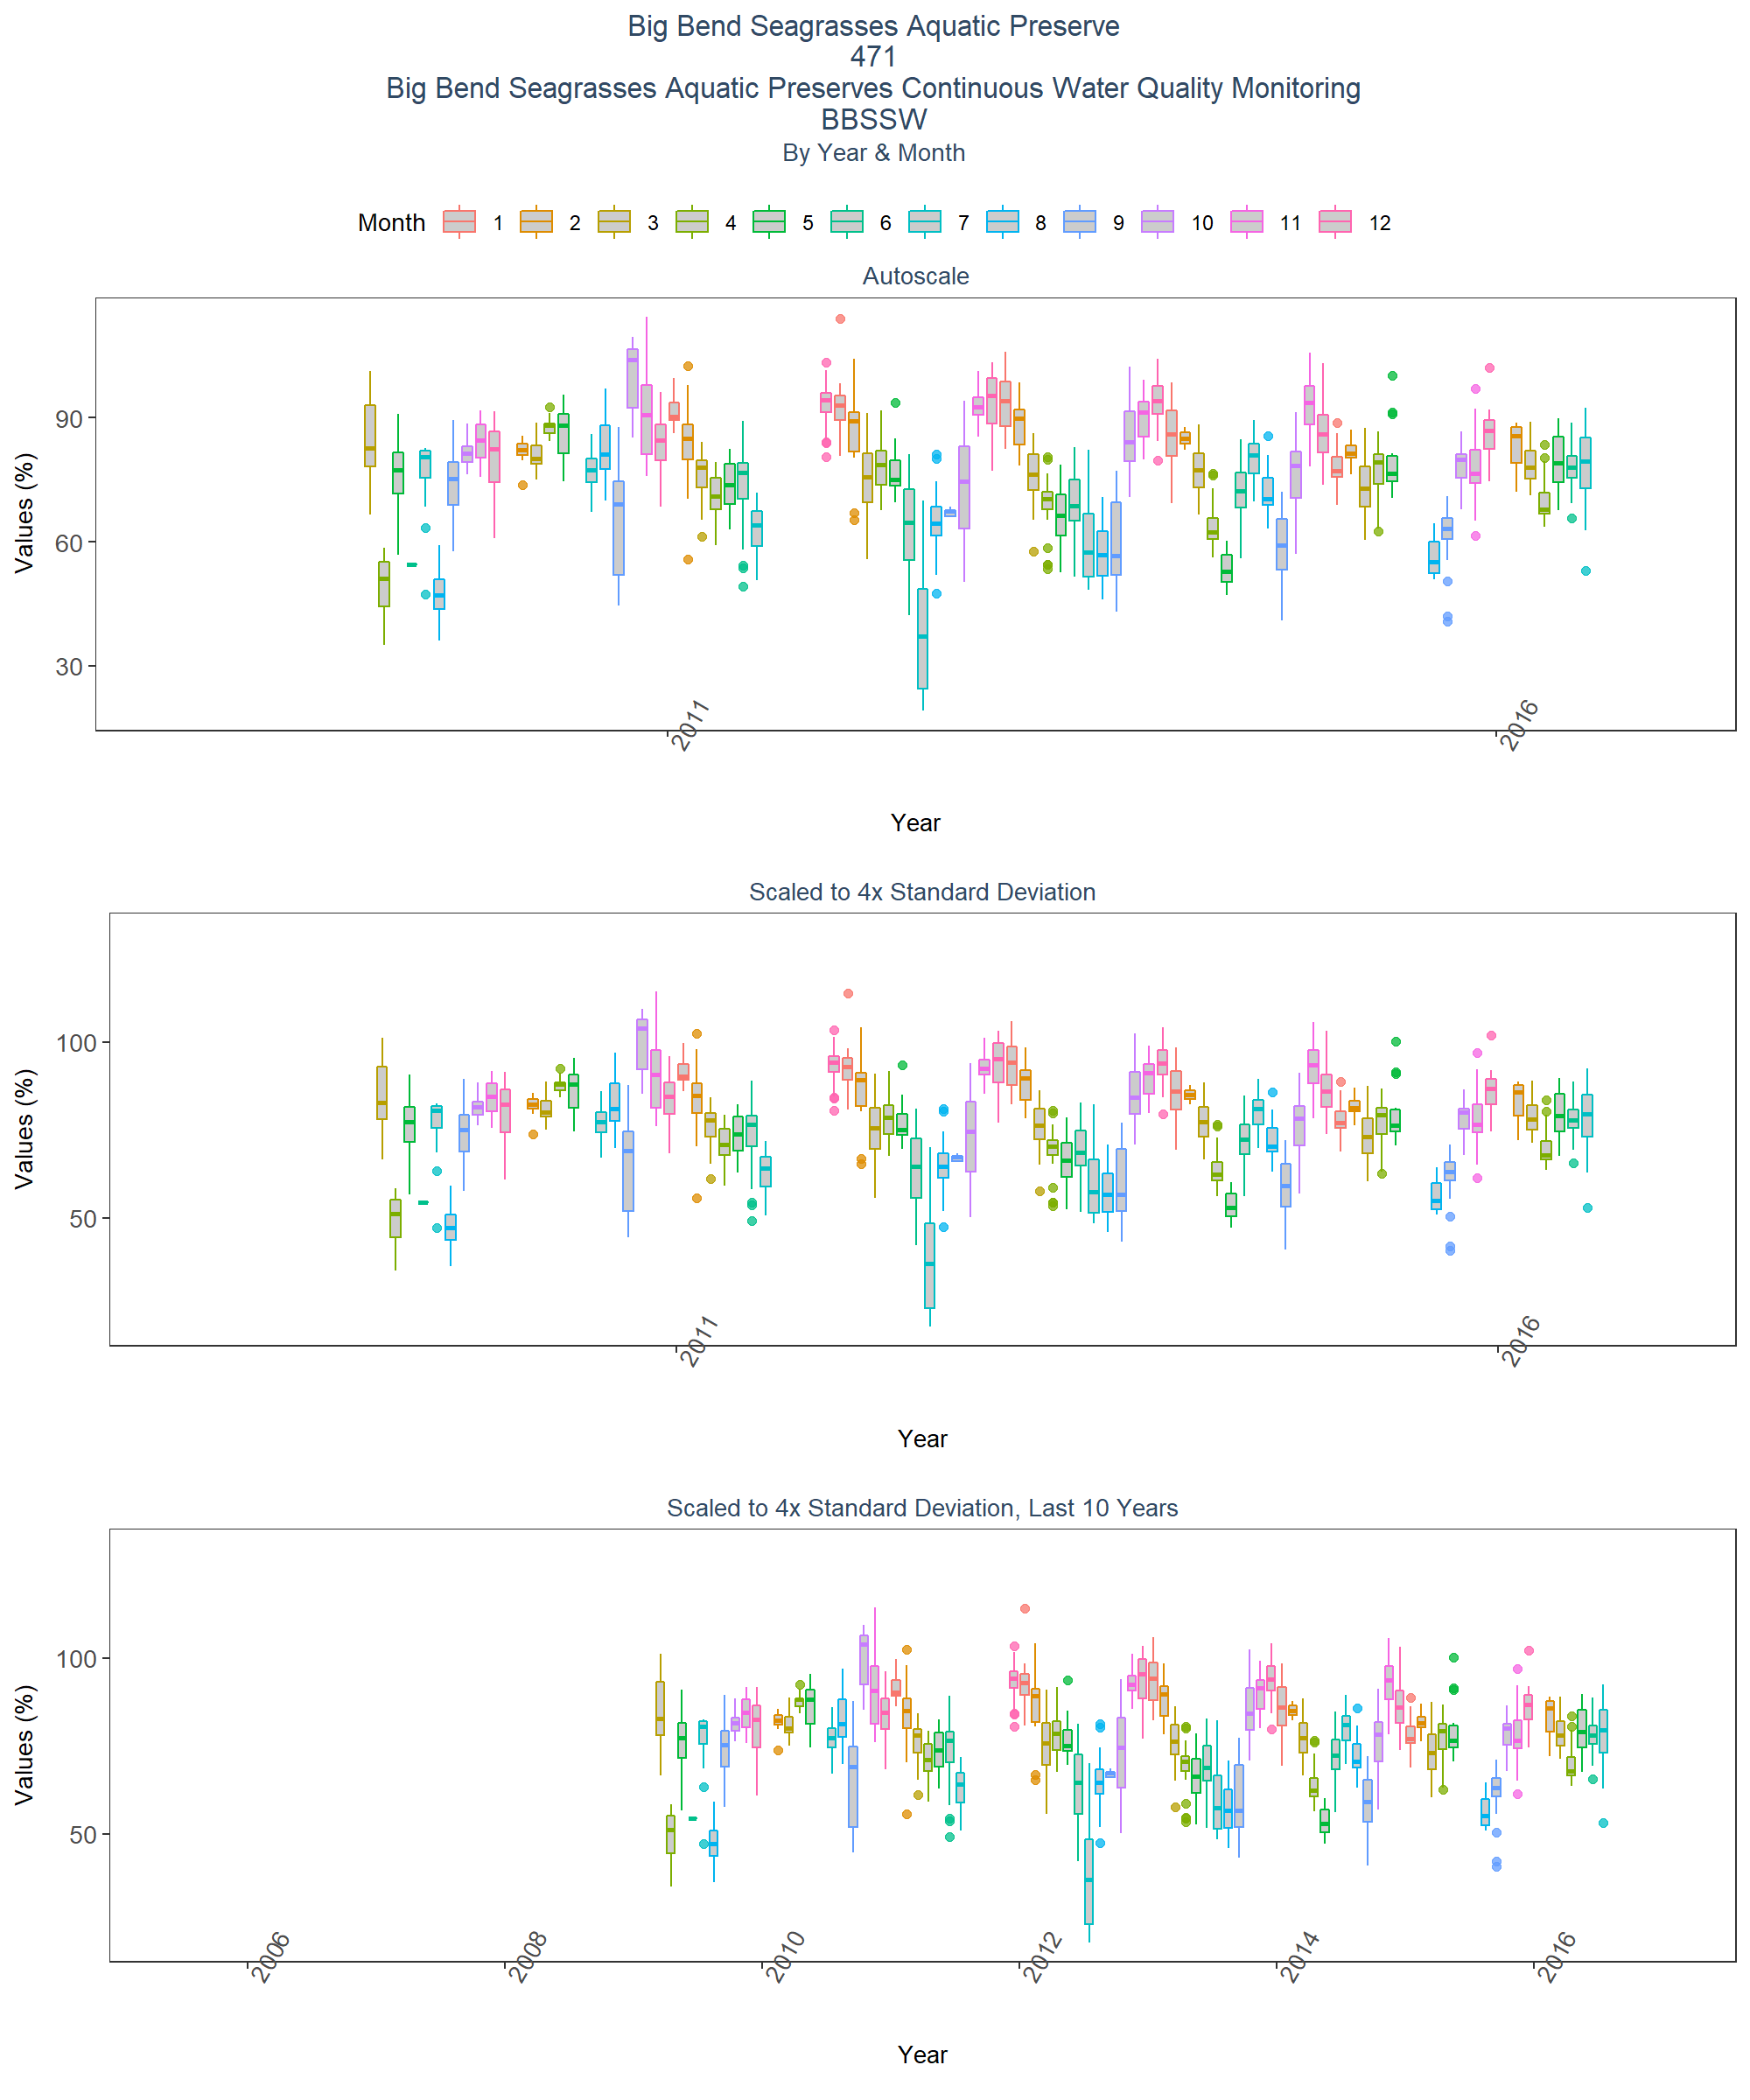 Big Bend Seagrasses Aquatic Preserve
471
Big Bend Seagrasses Aquatic Preserves Continuous Water Quality Monitoring
BBSSW
By Year & Month
Month 1 2 3 4 5 6 7 8 9 10 11 12
Autoscale
Values (%)
90
60
30
2011 2016
Year
Scaled to 4x Standard Deviation
Values (%)
100
50
2011 2016
Year
Scaled to 4x Standard Deviation, Last 10 Years
Values (%)
100
50
2006 2008 2010 2012 2014 2016
Year